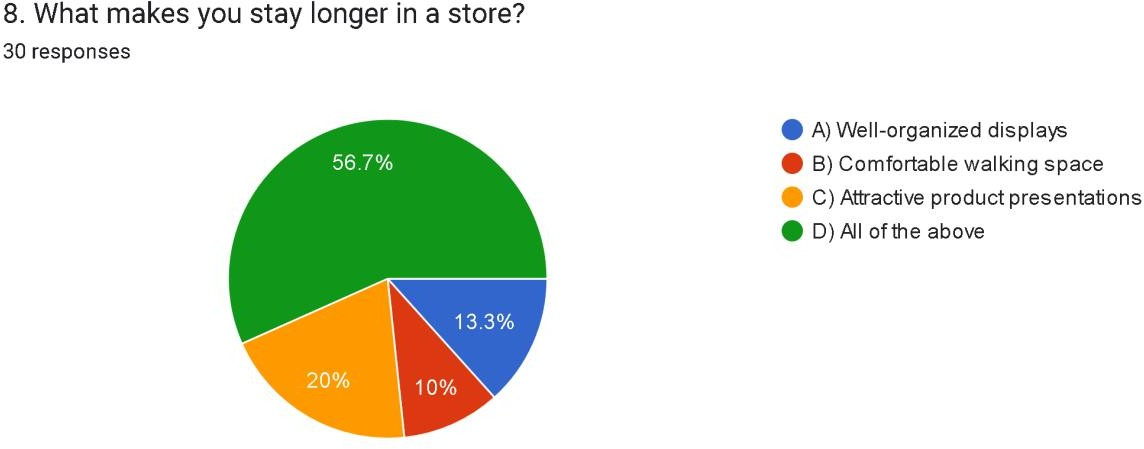 8. What makes you stay longer in a store?
30 responses
56.7%
13.3%
20%
10%
A) Well-organized displays
B) Comfortable walking space
C) Attractive product presentations
D) All of the above